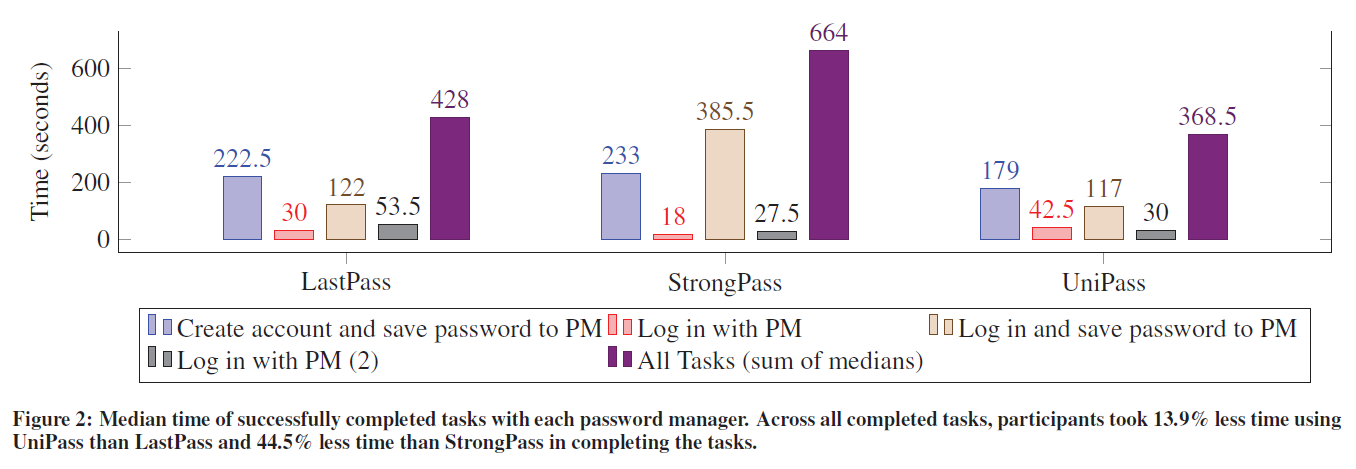 664
600
428
385.5
368.5
400
222.5
233
179
200
122
117
53.5
42.5
30
18
27.5
30
0
Time (seconds)
LastPass
StrongPass
UniPass
Create account and save password to PM
Log in with PM
Log in and save password to PM
Log in with PM (2)
All Tasks (sum of medians)
Figure 2: Median time of successfully completed tasks with each password manager. Across all completed tasks, participants took 13.9% less time using
UniPass than LastPass and 44.5% less time than StrongPass in completing the tasks.